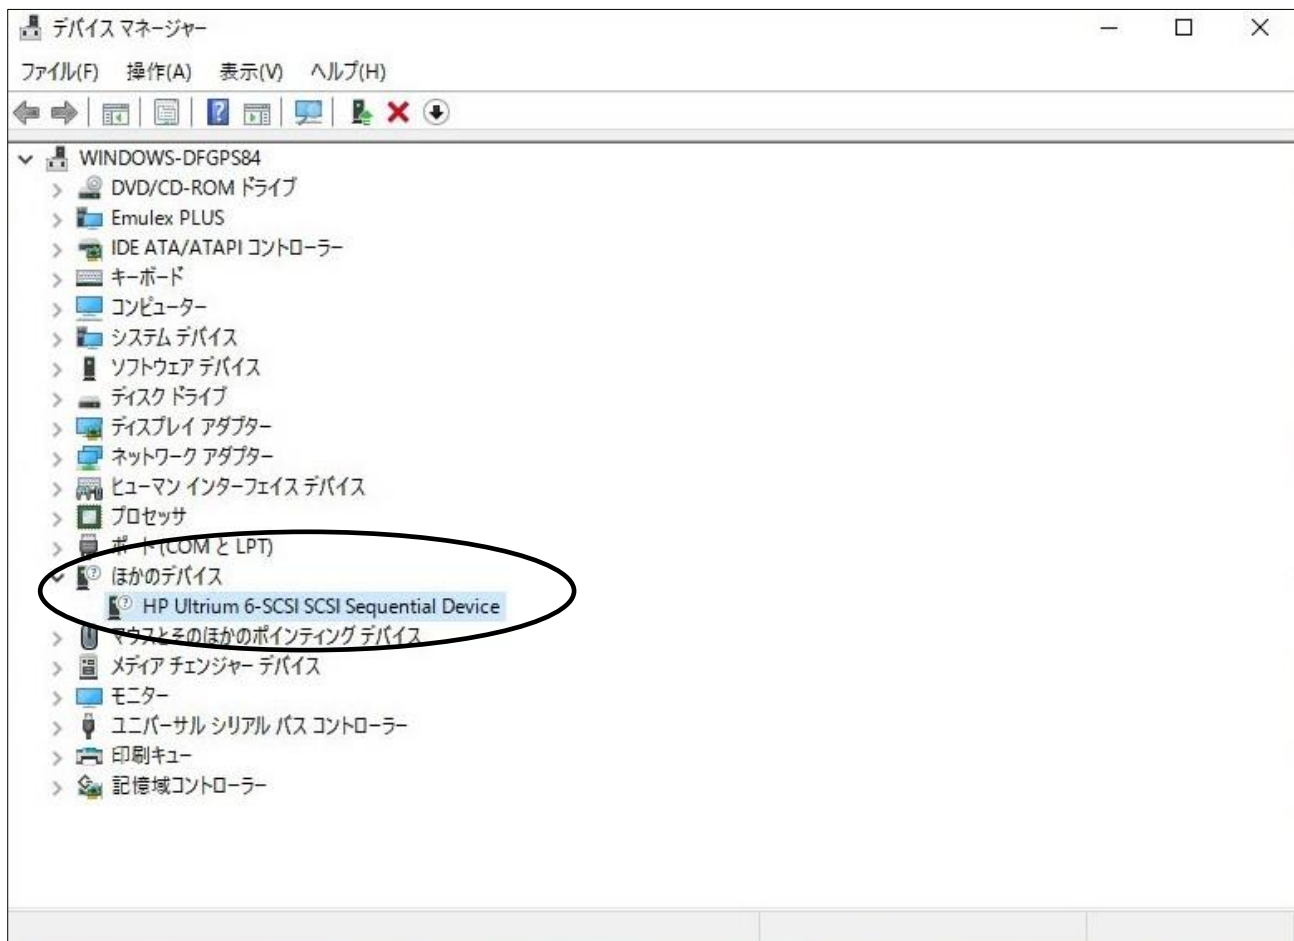 デバイス マネージャー
ファイル(F) 操作(A) 表示(V) ヘルプ(H)
WINDOWS-DFGPS84
DVD/CD-ROM ドライブ
Emulex PLUS
IDE ATA/ATAPI コントローラー
キーボード
コンピューター
システム デバイス
ソフトウェア デバイス
ディスク ドライブ
ディスプレイ アダプター
ネットワーク アダプター
ヒューマン インターフェイス デバイス
プロセッサ
ポート (COM と LPT)
ほかのデバイス
HP Ultrium 6-SCSI SCSI Sequential Device
マウスとそのほかのポインティング デバイス
メディア チェンジャー デバイス
モニター
ユニバーサル シリアル バス コントローラー
印刷キュー
記憶域コントローラー